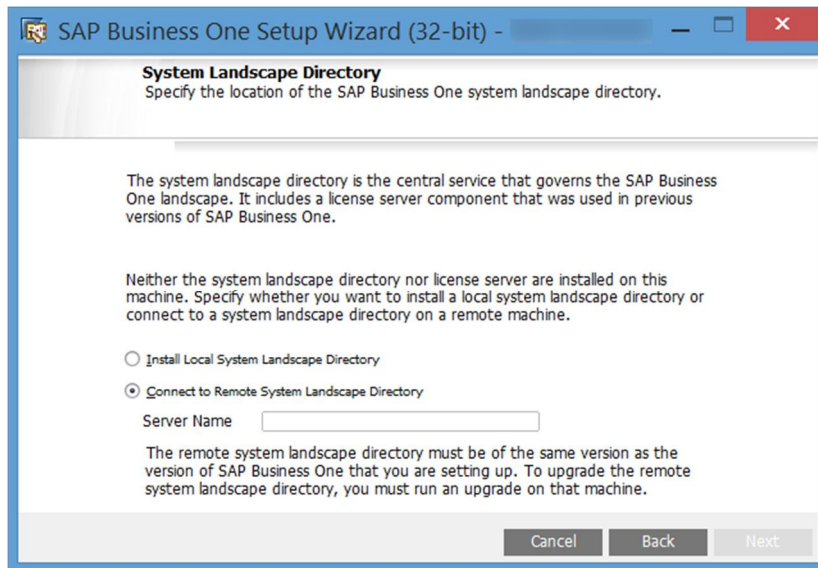 SAP Business One Setup Wizard (32-bit) -
System Landscape Directory
Specify the location of the SAP Business One system landscape directory.
The system landscape directory is the central service that governs the SAP Business
One landscape. It includes a license server component that was used in previous
versions of SAP Business One.
Neither the system landscape directory nor license server are installed on this
machine. Specify whether you want to install a local system landscape directory or
connect to a system landscape directory on a remote machine.
Install Local System Landscape Directory
Connect to Remote System Landscape Directory
Server Name
The remote system landscape directory must be of the same version as the
version of SAP Business One that you are setting up. To upgrade the remote
system landscape directory, you must run an upgrade on that machine.
Cancel Back Next